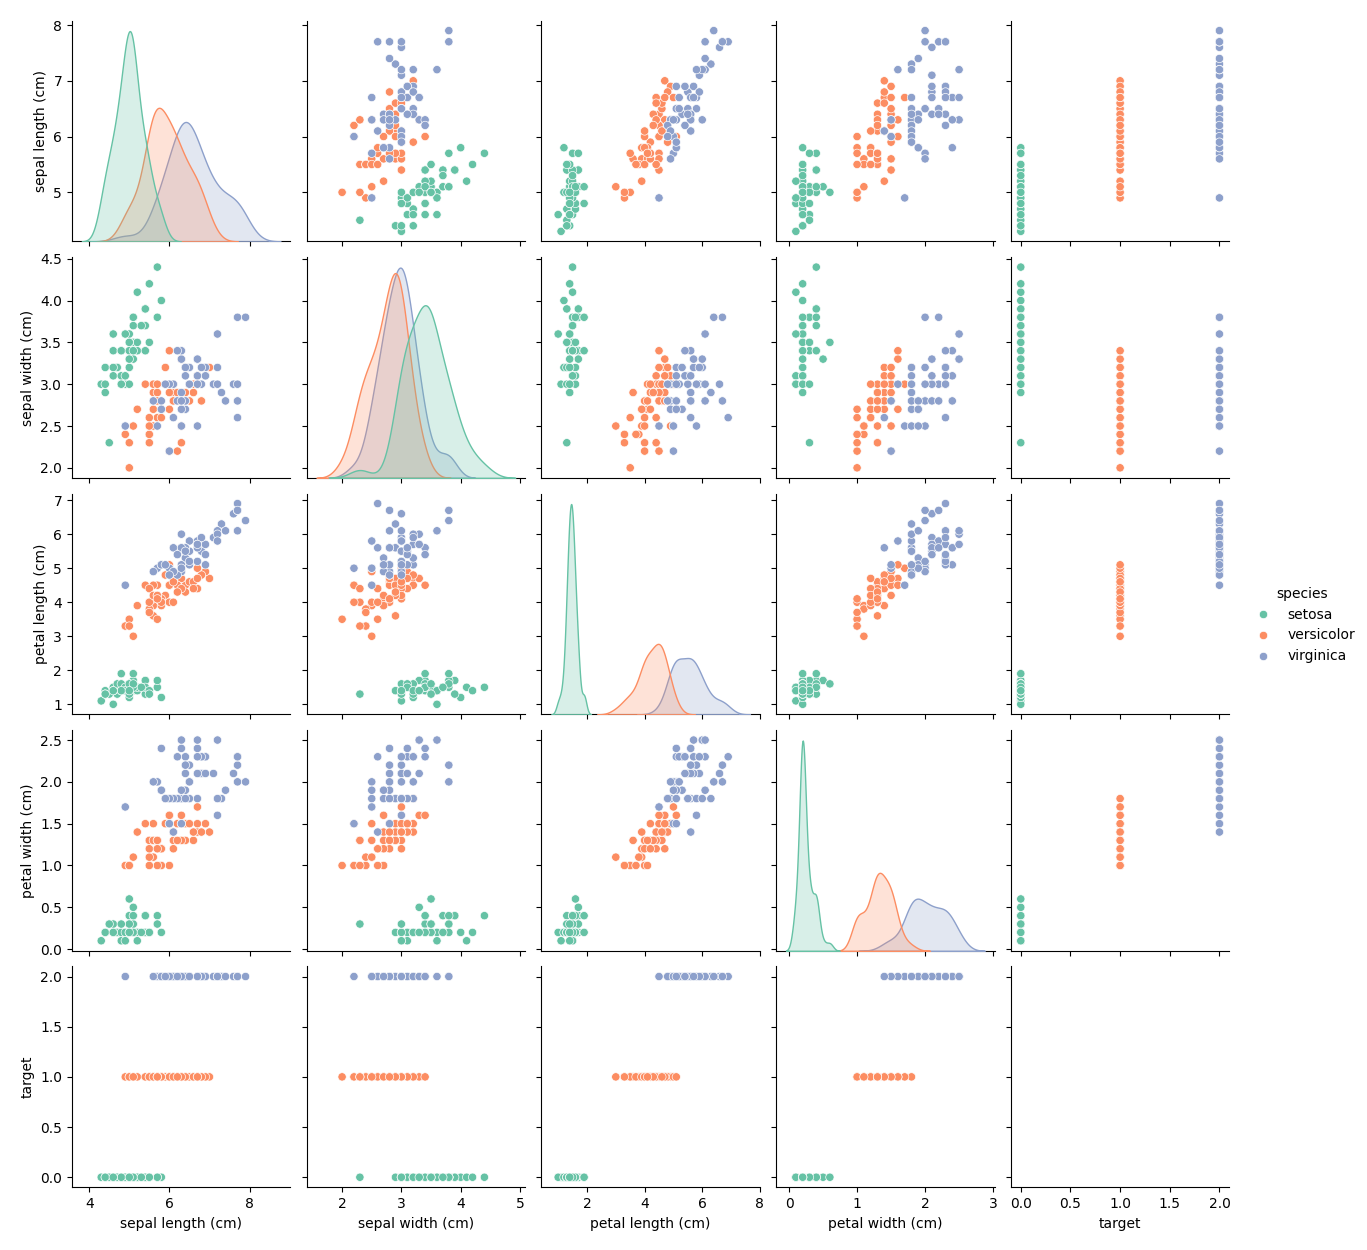 8
7
6
5
sepal length (cm)
4.5
4.0
3.5
3.0
2.5
2.0
sepal width (cm)
7
6
5
4
3
2
1
petal length (cm)
species
setosa
versicolor
virginica
2.5
2.0
1.5
1.0
0.5
0.0
petal width (cm)
2.0
1.5
1.0
0.5
0.0
target
4 6 8
2 3 4 5
2 4 6 8
0 1 2 3
0.0 0.5 1.0 1.5 2.0
sepal length (cm)
sepal width (cm)
petal length (cm)
petal width (cm)
target